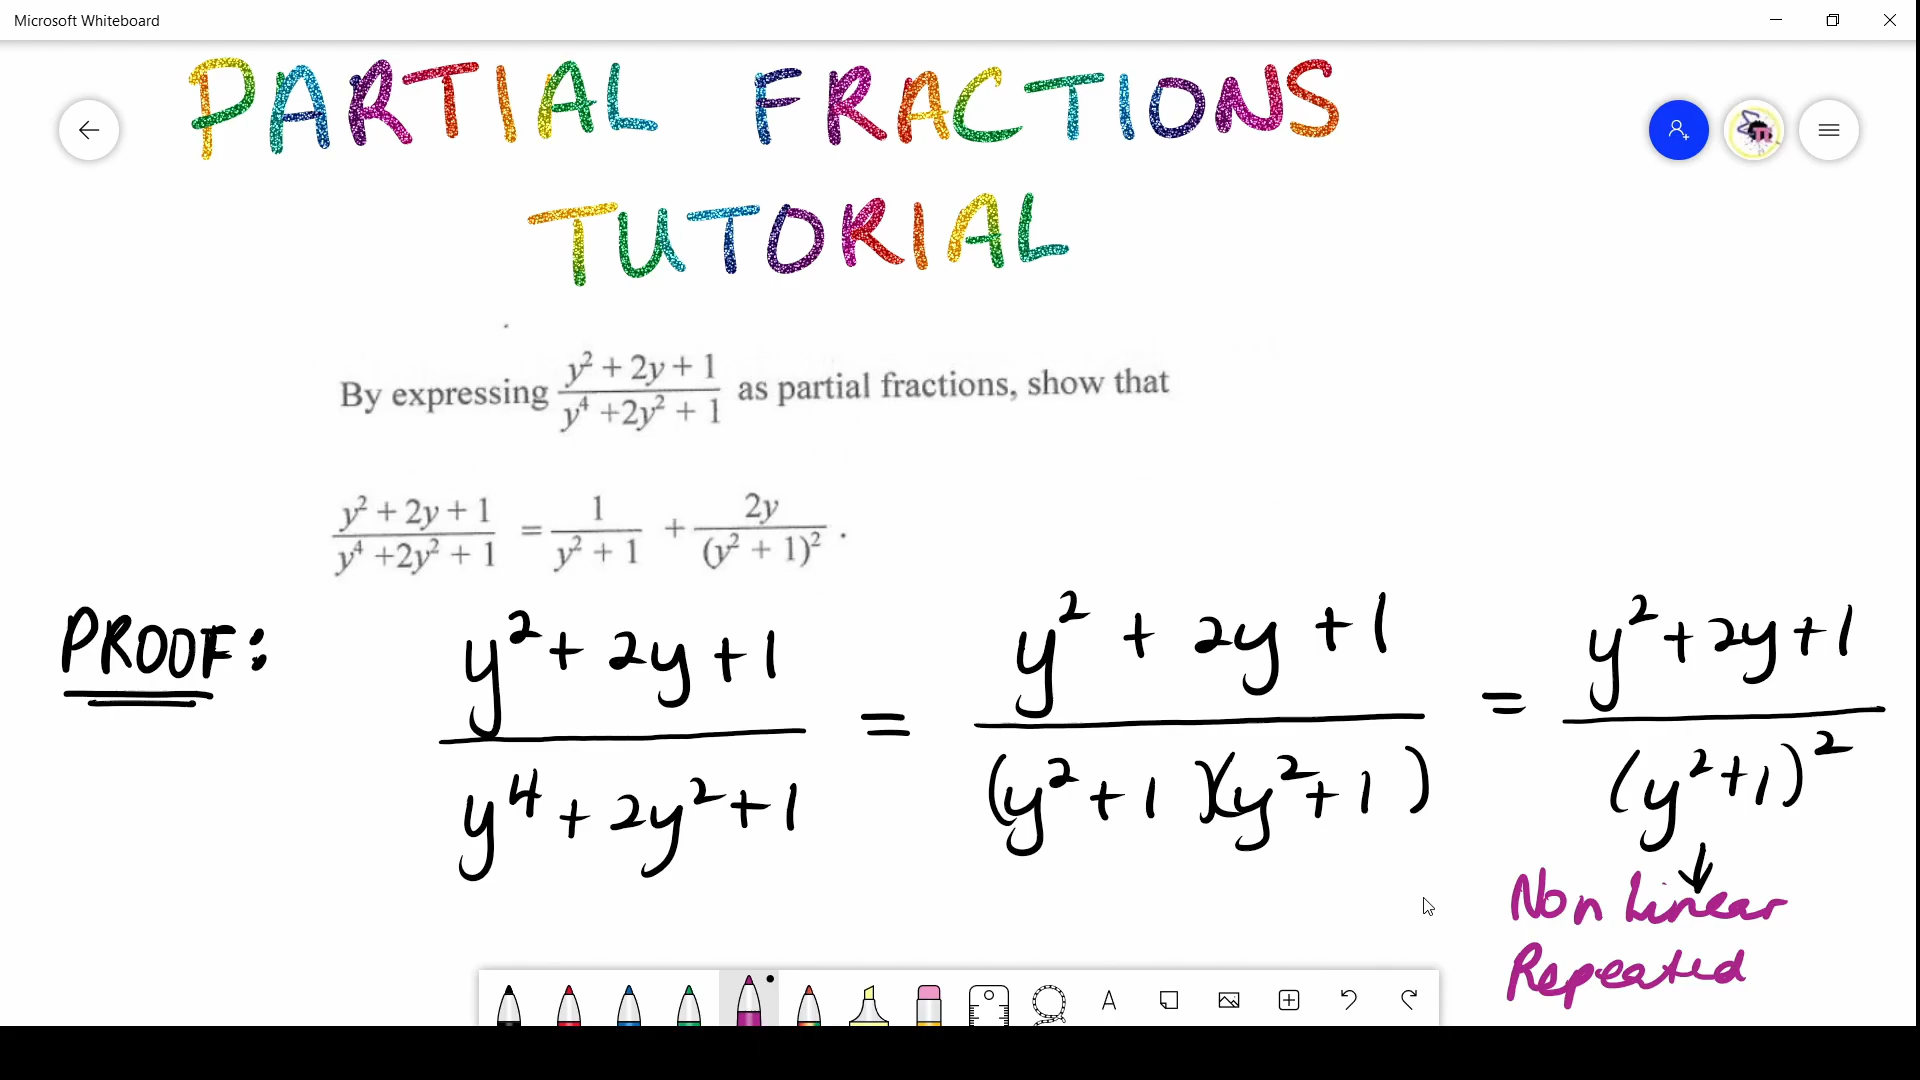 Microsoft Whiteboard
PARTIAL FRACTIONS
TUTORIAL
By expressing (y² + 2y + 1)/(y⁴ + 2y² + 1) as partial fractions, show that
(y² + 2y + 1)/(y⁴ + 2y² + 1) = 1/(y² + 1) + 2y/(y² + 1)² .
PROOF: (y² + 2y + 1)/(y⁴ + 2y² + 1) = (y² + 2y + 1)/((y² + 1)(y² + 1)) = (y² + 2y + 1)/(y² + 1)²
Non Linear
Repeated